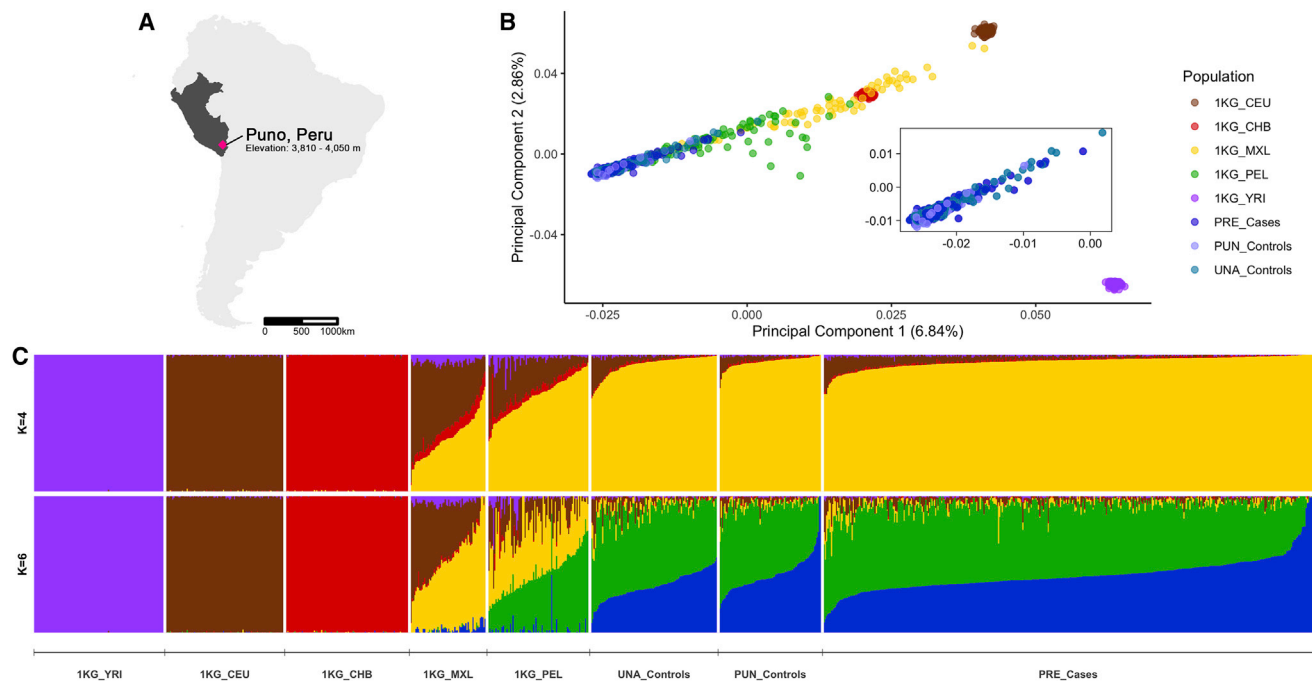 A
Puno, Peru
Elevation: 3,810 - 4,050 m
0 500 1000km
B
Principal Component 2 (2.86%)
0.04
0.00
-0.04
-0.025 0.000 0.025 0.050
Principal Component 1 (6.84%)
0.01
0.00
-0.01
-0.02 -0.01 0.00
Population
1KG_CEU
1KG_CHB
1KG_MXL
1KG_PEL
1KG_YRI
PRE_Cases
PUN_Controls
UNA_Controls
C
K=4
K=6
1KG_YRI 1KG_CEU 1KG_CHB 1KG_MXL 1KG_PEL UNA_Controls PUN_Controls PRE_Cases